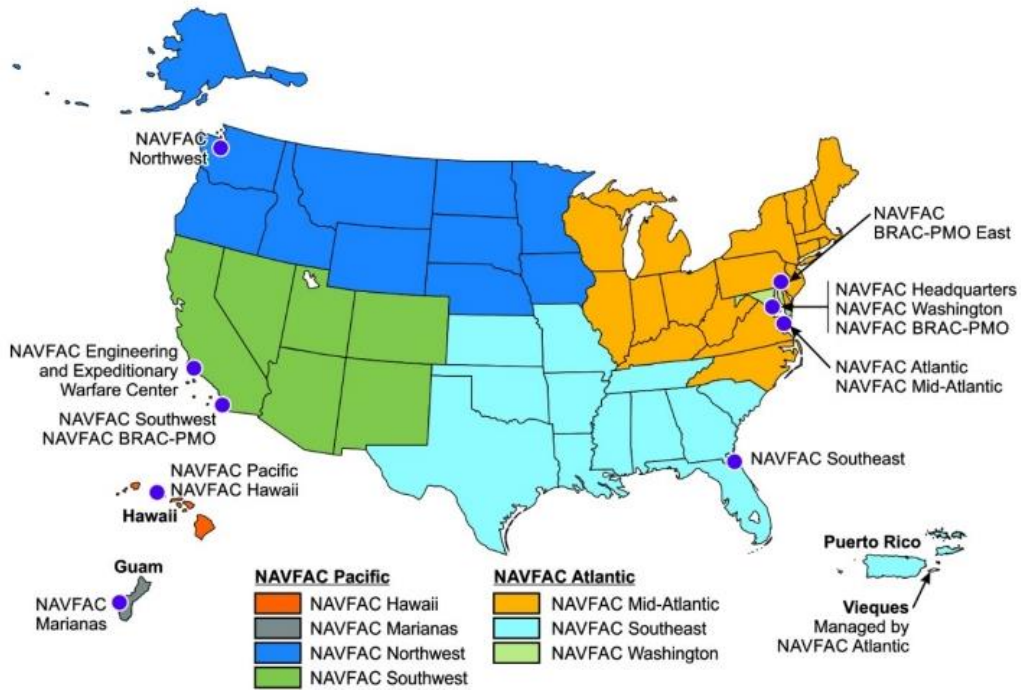 NAVFAC
Northwest
NAVFAC
BRAC-PMO East
NAVFAC Headquarters
NAVFAC Washington
NAVFAC BRAC-PMO
NAVFAC Atlantic
NAVFAC Mid-Atlantic
NAVFAC Engineering
and Expeditionary
Warfare Center
NAVFAC Southwest
NAVFAC BRAC-PMO
NAVFAC Pacific
NAVFAC Hawaii
Hawaii
NAVFAC Southeast
Guam
NAVFAC
Marianas
Puerto Rico
Vieques
Managed by
NAVFAC Atlantic
NAVFAC Pacific
NAVFAC Hawaii
NAVFAC Marianas
NAVFAC Northwest
NAVFAC Southwest
NAVFAC Atlantic
NAVFAC Mid-Atlantic
NAVFAC Southeast
NAVFAC Washington